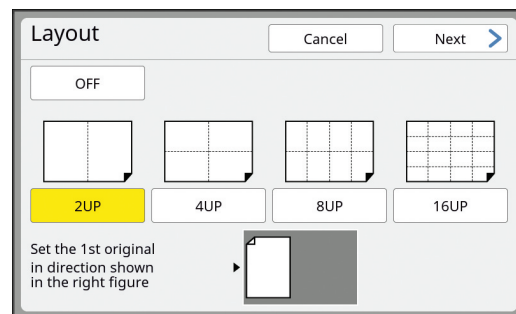 Layout
Cancel
Next
OFF
2UP
4UP
8UP
16UP
Set the 1st original
in direction shown
in the right figure